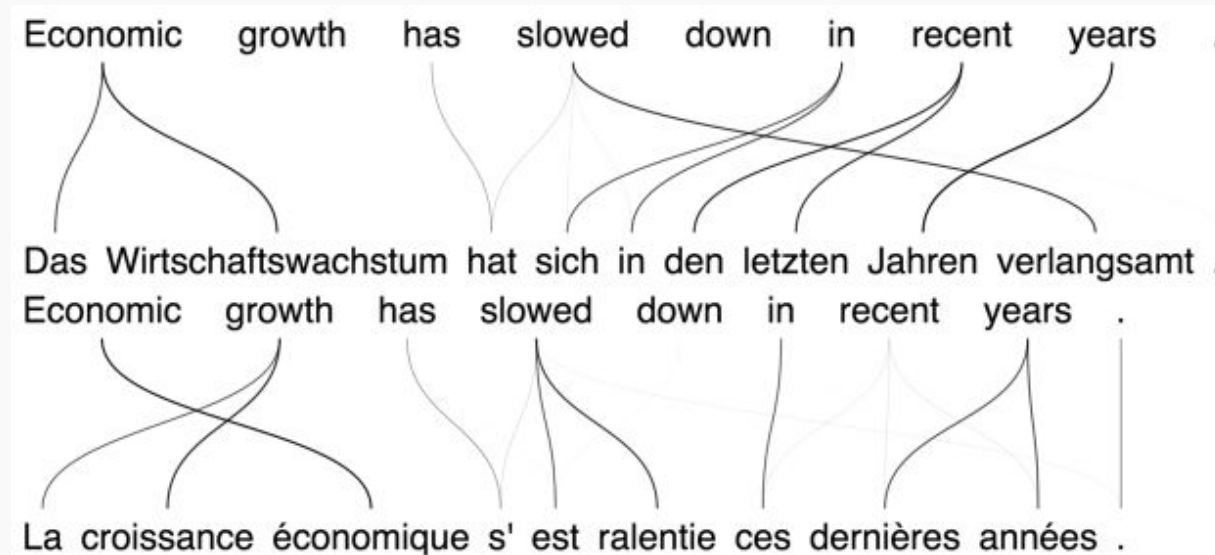 Economic growth has slowed down in recent years .
Das Wirtschaftswachstum hat sich in den letzten Jahren verlangsamt .
Economic growth has slowed down in recent years .
La croissance économique s' est ralentie ces dernières années .